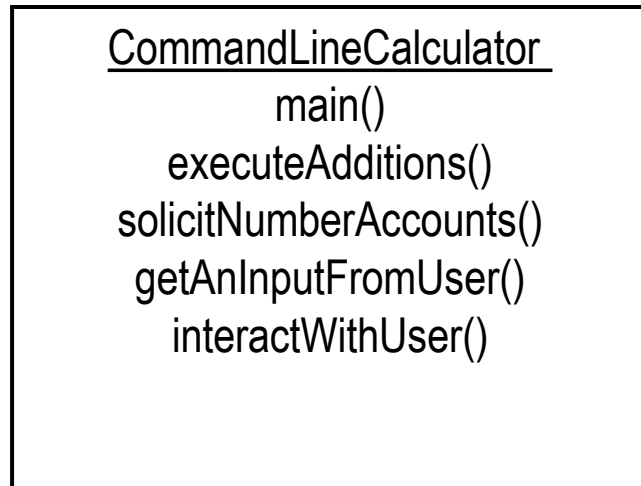 CommandLineCalculator
main()
executeAdditions()
solicitNumberAccounts()
getAnInputFromUser()
interactWithUser()